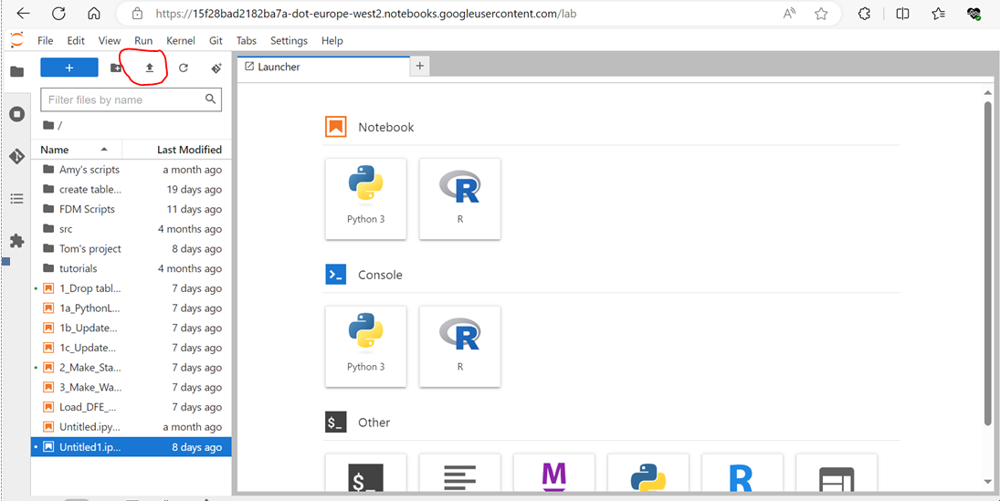 https://15f28bad2182ba7a-dot-europe-west2.notebooks.googleusercontent.com/lab
File Edit View Run Kernel Git Tabs Settings Help
+
Launcher
+
Filter files by name
/
Name Last Modified
Amy's scripts a month ago
create table... 19 days ago
FDM Scripts 11 days ago
src 4 months ago
Tom's project 8 days ago
tutorials 4 months ago
1_Drop tabl... 7 days ago
1a_PythonL... 7 days ago
1b_Update... 7 days ago
1c_Update... 7 days ago
2_Make_Sta... 7 days ago
3_Make_Wa... 7 days ago
Load_DFE_... 7 days ago
Untitled.ipy... a month ago
Untitled1.ip... 8 days ago
Notebook
Python 3
R
R
>_ Console
Python 3
R
R
$_ Other
$_
M
R